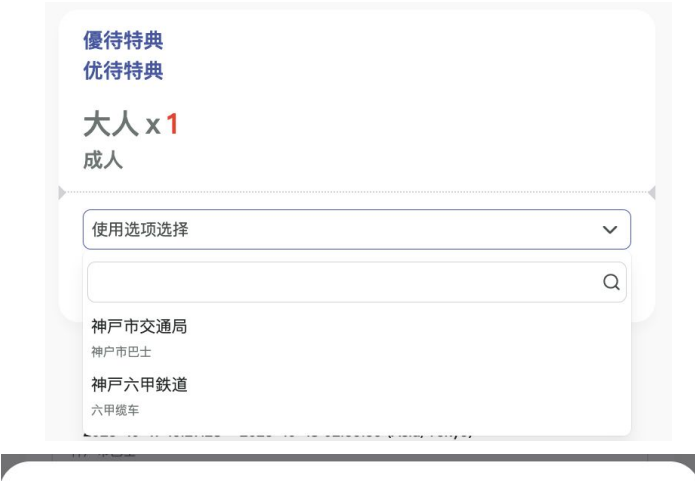 優待特典
优待特典
大人 x 1
成人
使用选项选择
神戸市交通局
神户市巴士
神戸六甲鉄道
六甲缆车